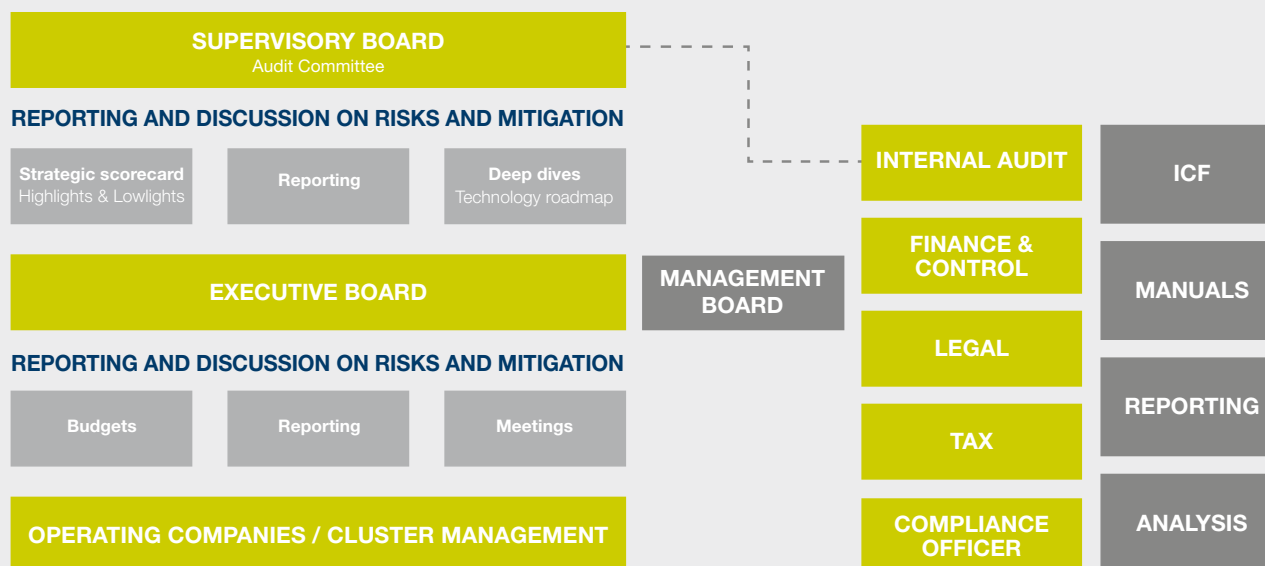 SUPERVISORY BOARD
Audit Committee
REPORTING AND DISCUSSION ON RISKS AND MITIGATION
Strategic scorecard
Highlights & Lowlights
Reporting
Deep dives
Technology roadmap
EXECUTIVE BOARD
MANAGEMENT
BOARD
REPORTING AND DISCUSSION ON RISKS AND MITIGATION
Budgets
Reporting
Meetings
OPERATING COMPANIES / CLUSTER MANAGEMENT
INTERNAL AUDIT
FINANCE &
CONTROL
LEGAL
TAX
COMPLIANCE
OFFICER
ICF
MANUALS
REPORTING
ANALYSIS